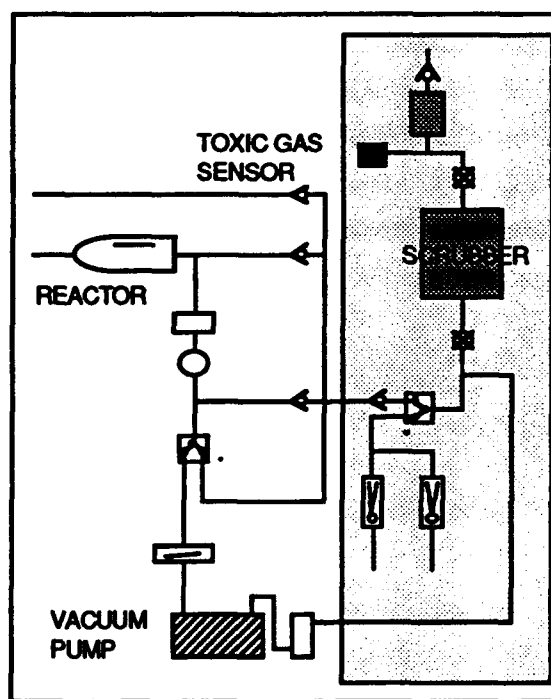 TOXIC GAS
SENSOR
SCRUBBER
REACTOR
VACUUM
PUMP